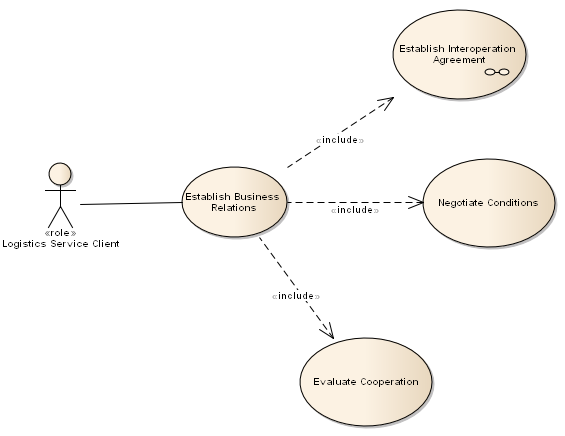 Establish Interoperation
Agreement
«include»
Establish Business
Relations
«include»
Negotiate Conditions
«role»
Logistics Service Client
«include»
Evaluate Cooperation